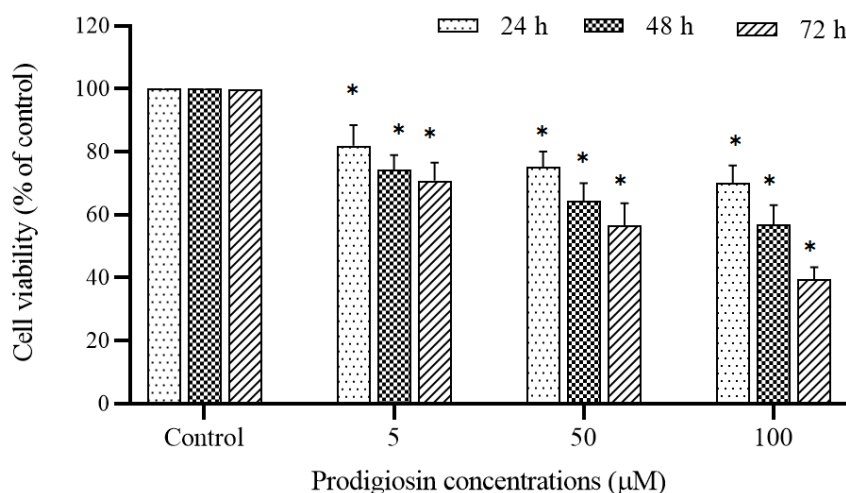 120
100
80
60
40
20
0
Cell viability (% of control)
24 h 48 h 72 h
* * *
* * *
* * *
Control 5 50 100
Prodigiosin concentrations (µM)